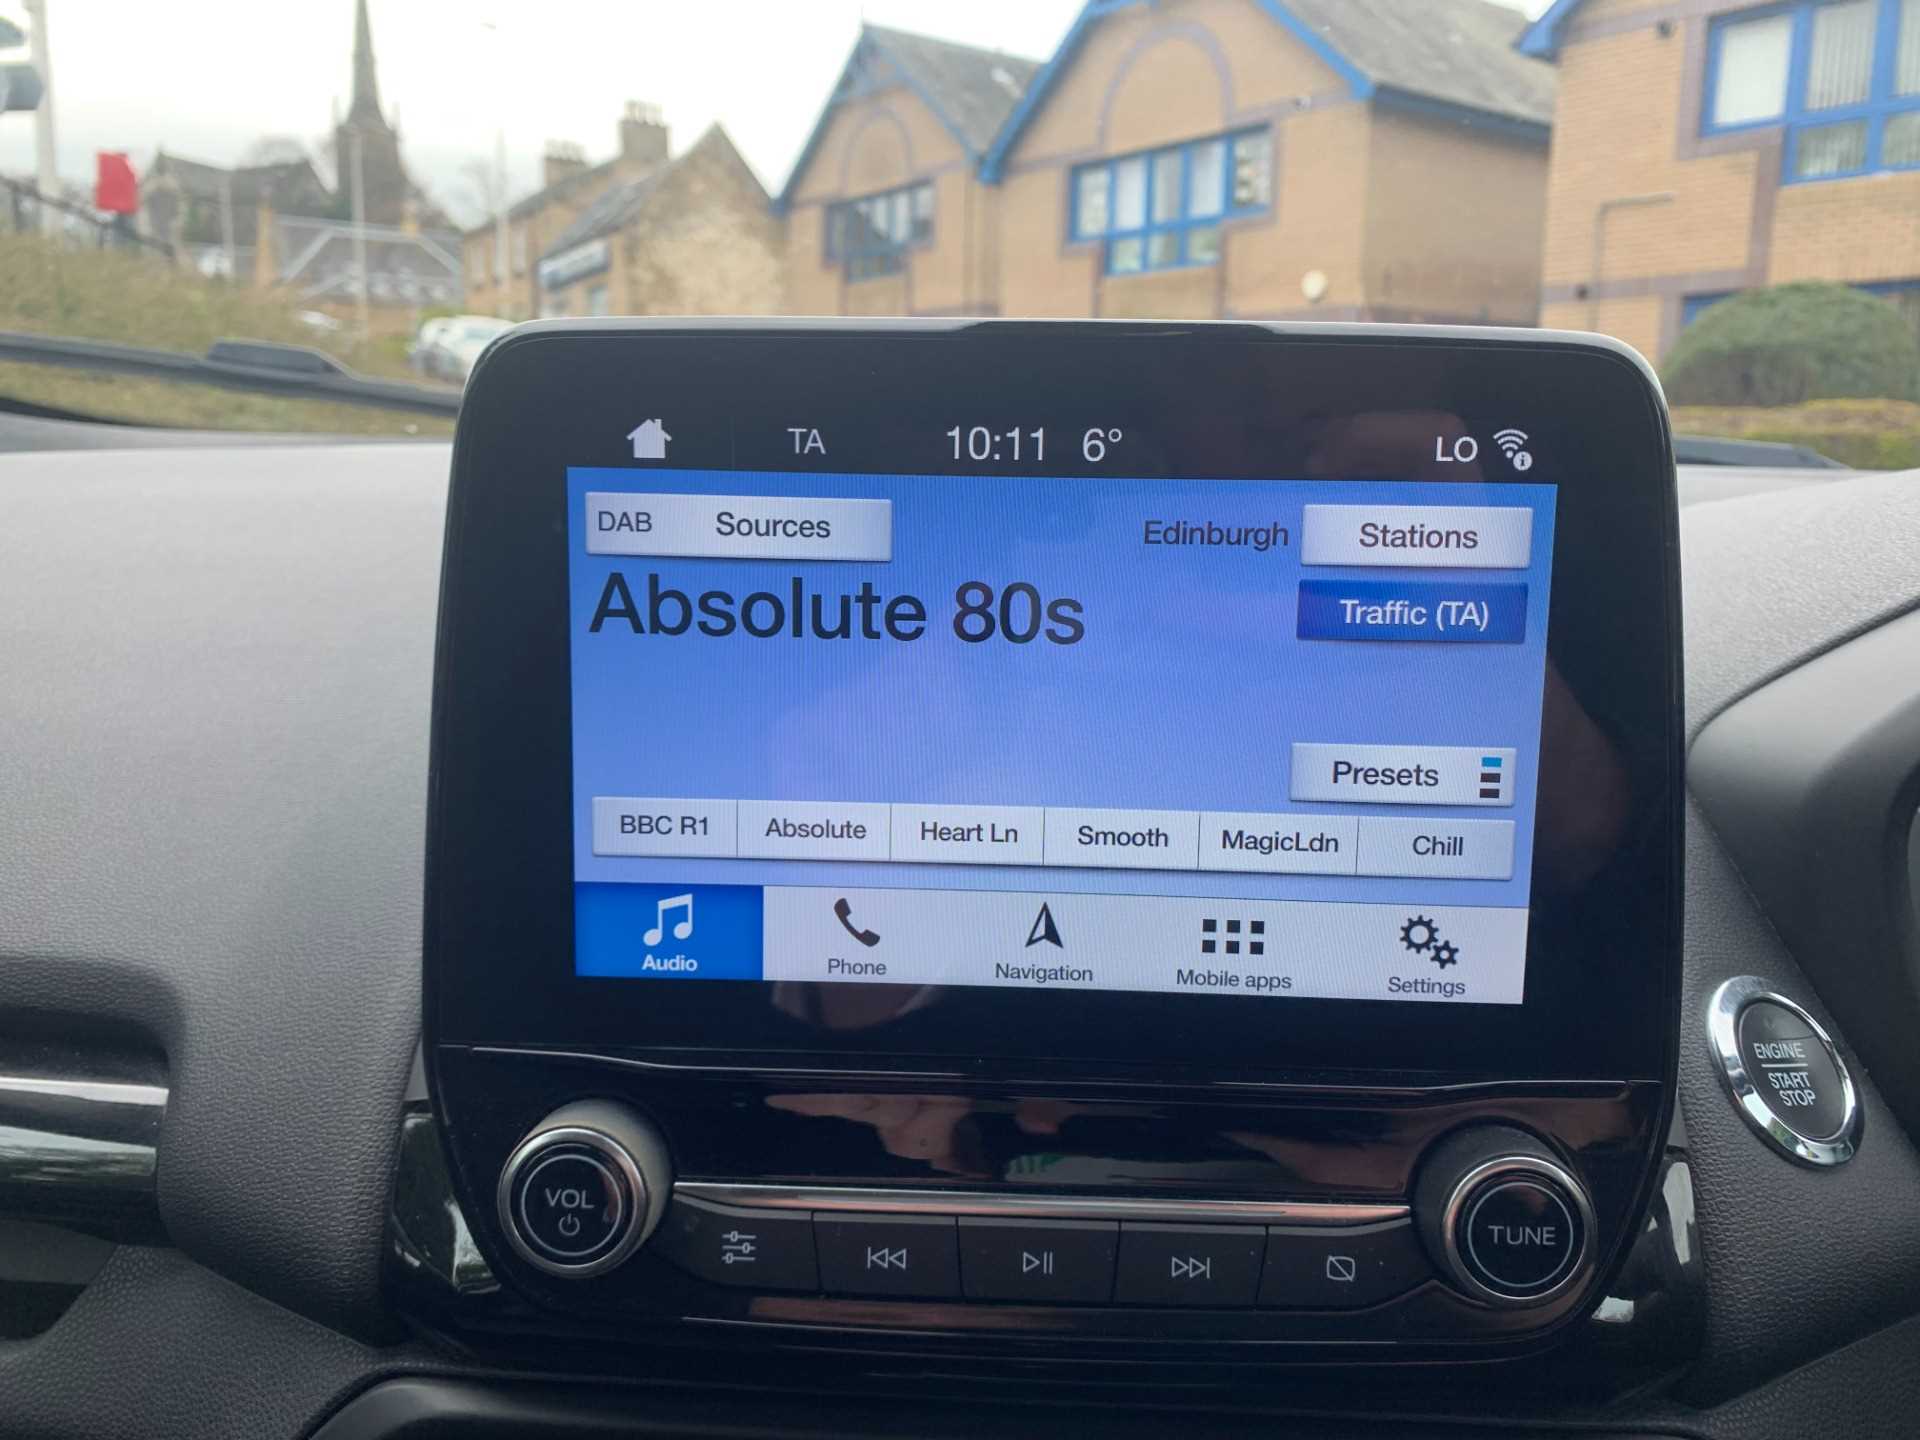 TA 10:11 6° LO
DAB Sources Edinburgh Stations
Absolute 80s
Traffic (TA)
Presets
BBC R1 Absolute Heart Ln Smooth MagicLdn Chill
Audio Phone Navigation Mobile apps Settings
ENGINE
START
STOP
VOL
TUNE